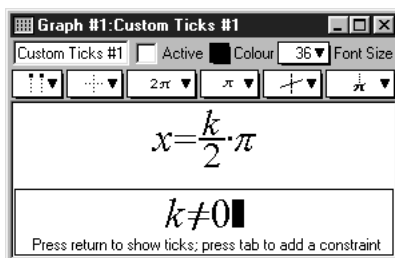 Graph #1:Custom Ticks #1
Custom Ticks #1 Active Colour 36 Font Size
2π π π
x=k/2·π
k≠0
Press return to show ticks; press tab to add a constraint